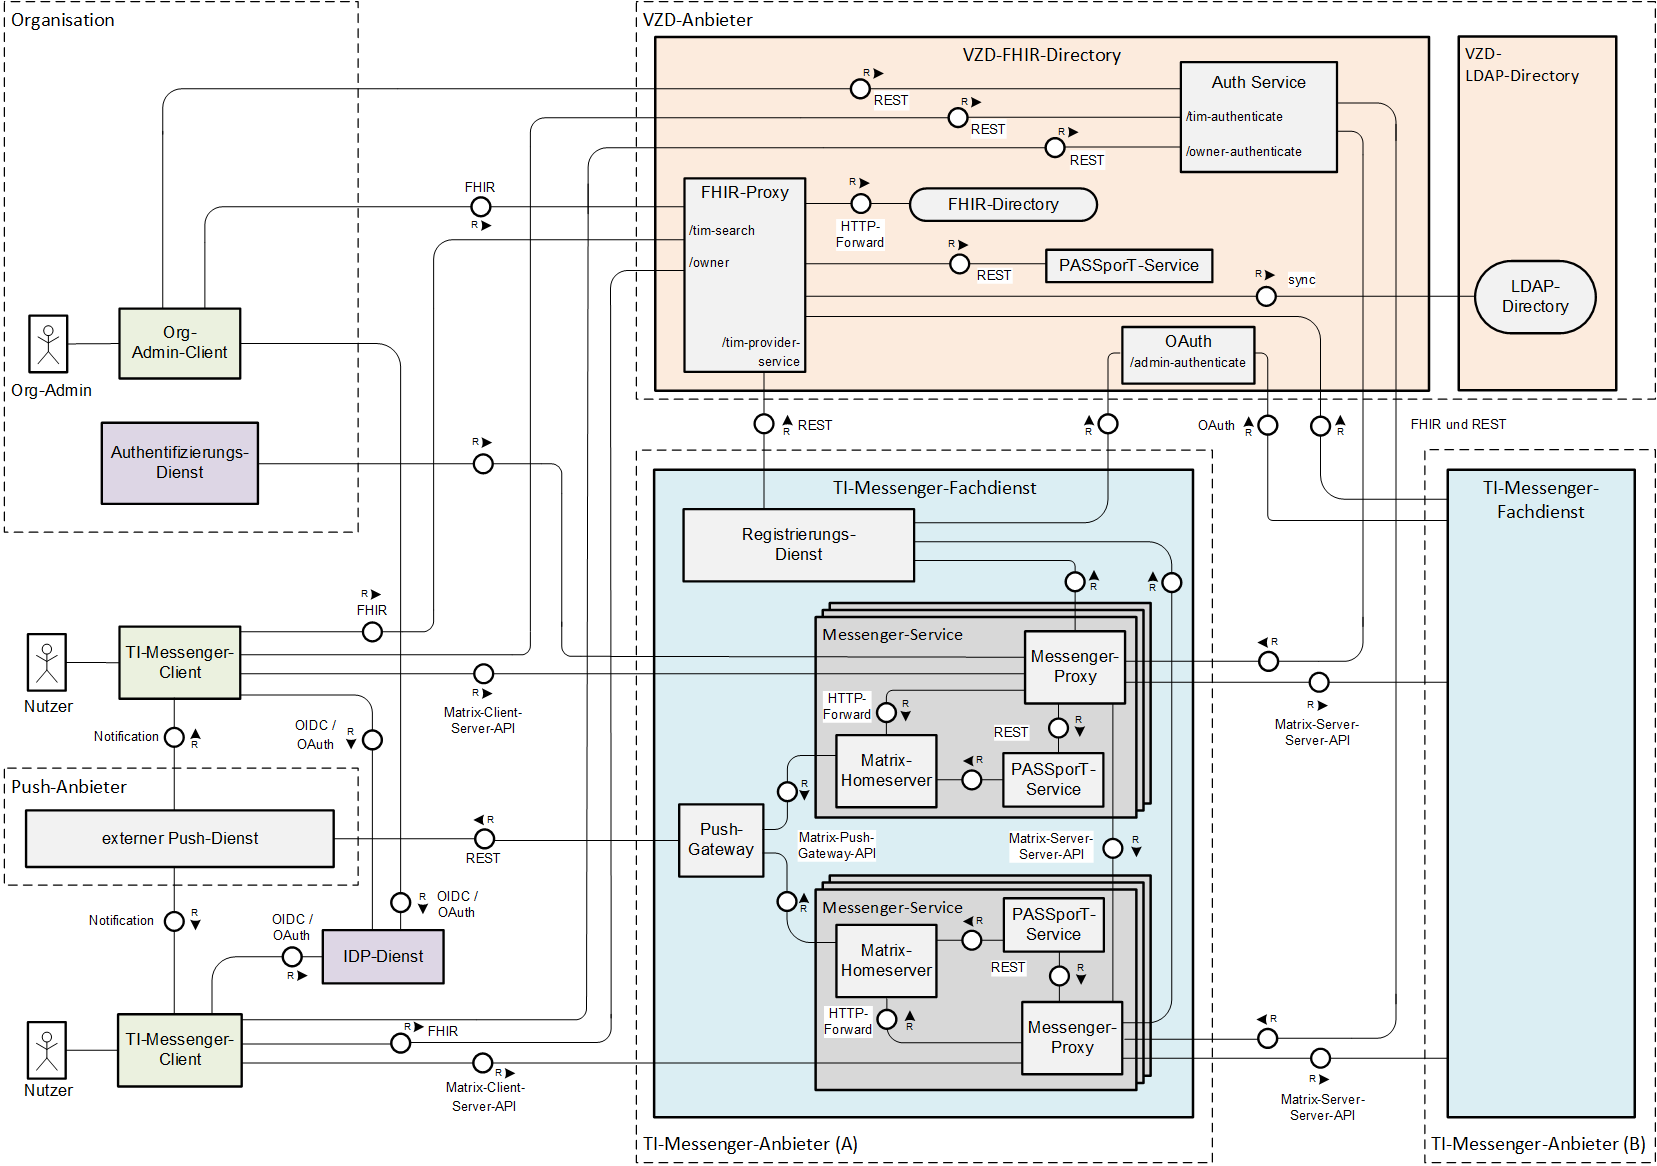 Organisation
VZD-Anbieter
VZD-FHIR-Directory
VZD-
LDAP-Directory
R
REST
Auth Service
/tim-authenticate
/owner-authenticate
R
REST
R
REST
FHIR
R
FHIR-Proxy
/tim-search
/owner
/tim-provider-
service
R
HTTP-
Forward
FHIR-Directory
R
REST
PASSporT-Service
R
sync
LDAP-
Directory
OAuth
/admin-authenticate
Org-
Admin-Client
Org-Admin
Authentifizierungs-
Dienst
R
R
REST
R
OAuth
R
R
FHIR und REST
TI-Messenger-Fachdienst
TI-Messenger-
Fachdienst
Registrierungs-
Dienst
R
R
R
FHIR
TI-Messenger-
Client
Nutzer
R
Matrix-Client-
Server-API
Messenger-Service
Messenger-
Proxy
R
R
Matrix-Server-
Server-API
HTTP-
Forward
R
REST
R
Matrix-
Homeserver
R
PASSporT-
Service
Notification
R
OIDC /
OAuth
R
Push-Anbieter
externer Push-Dienst
R
REST
Push-
Gateway
R
Matrix-Push-
Gateway-API
R
Matrix-Server-
Server-API
R
Notification
R
OIDC /
OAuth
R
R
OIDC /
OAuth
IDP-Dienst
Messenger-Service
R
PASSporT-
Service
Matrix-
Homeserver
REST
R
HTTP-
Forward
R
Messenger-
Proxy
R
R
Matrix-Server-
Server-API
TI-Messenger-
Client
Nutzer
R
FHIR
R
Matrix-Client-
Server-API
TI-Messenger-Anbieter (A)
TI-Messenger-Anbieter (B)